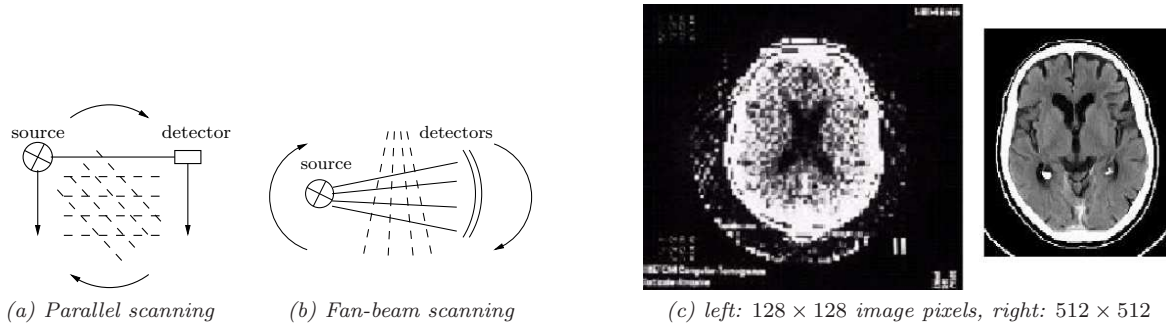 source
detector
detectors
source
(a) Parallel scanning
(b) Fan-beam scanning
(c) left: 128 × 128 image pixels, right: 512 × 512